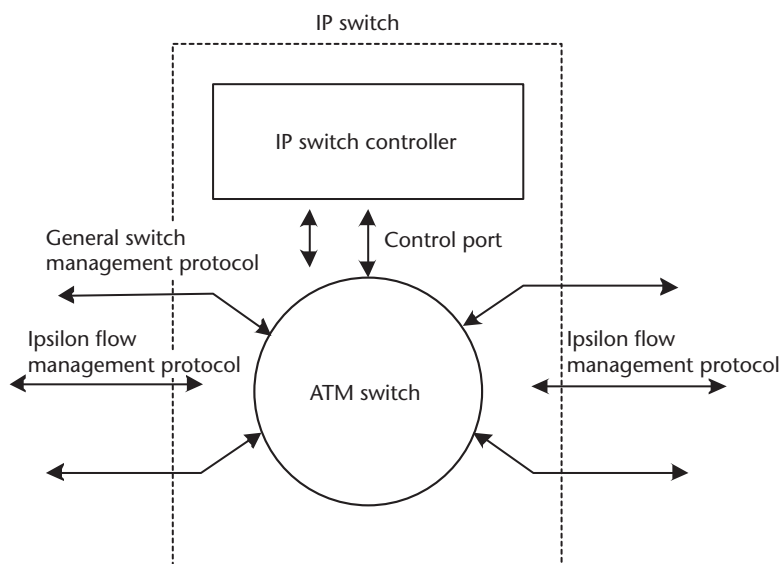 IP switch
IP switch controller
General switch
management protocol
Control port
Ipsilon flow
management protocol
ATM switch
Ipsilon flow
management protocol